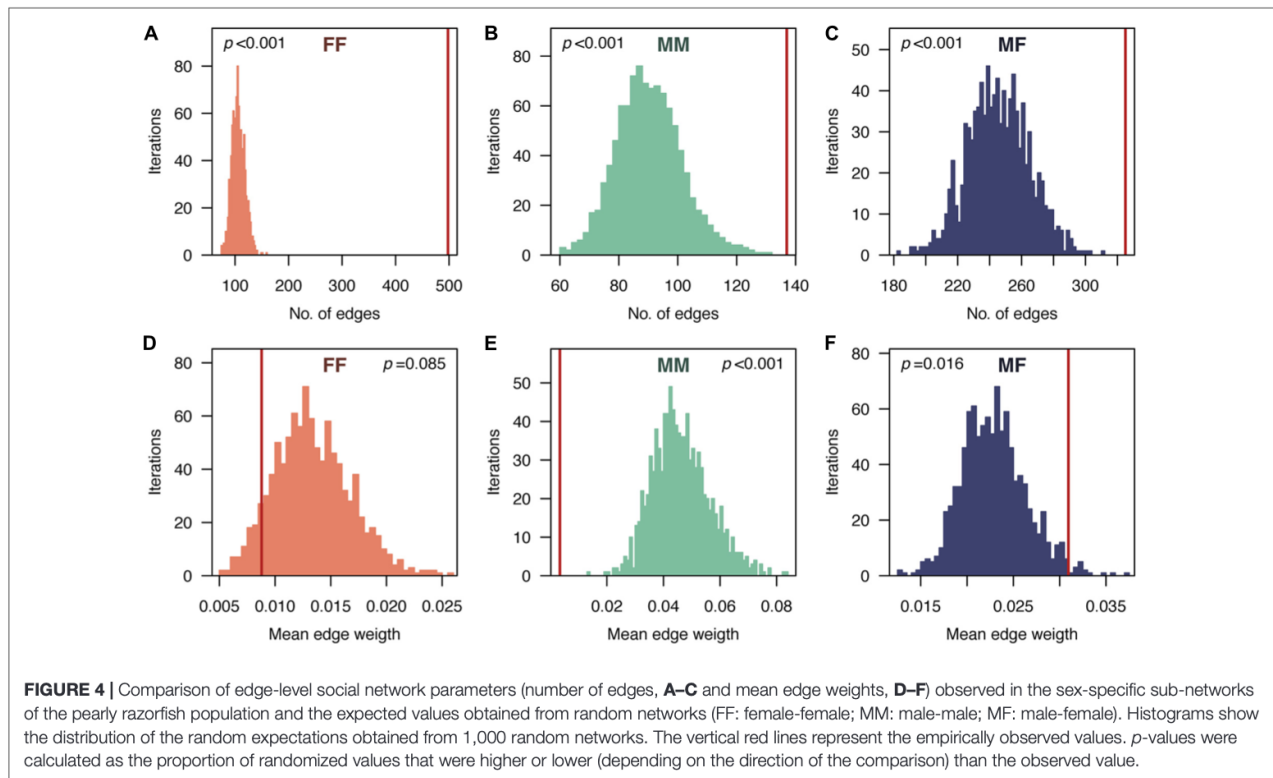 A
p<0.001
FF
80
60
40
20
0
Iterations
100
200
300
400
500
No. of edges
B
p<0.001
MM
80
60
40
20
0
Iterations
60
80
100
120
140
No. of edges
C
p<0.001
MF
50
40
30
20
10
0
Iterations
180
220
260
300
No. of edges
D
FF
p=0.085
80
60
40
20
0
Iterations
0.005
0.010
0.015
0.020
0.025
Mean edge weigth
E
MM
p<0.001
50
40
30
20
10
0
Iterations
0.02
0.04
0.06
0.08
Mean edge weigth
F
p=0.016
MF
80
60
40
20
0
Iterations
0.015
0.025
0.035
Mean edge weigth
FIGURE 4 | Comparison of edge-level social network parameters (number of edges, A–C and mean edge weights, D–F) observed in the sex-specific sub-networks
of the pearly razorfish population and the expected values obtained from random networks (FF: female-female; MM: male-male; MF: male-female). Histograms show
the distribution of the random expectations obtained from 1,000 random networks. The vertical red lines represent the empirically observed values. p-values were
calculated as the proportion of randomized values that were higher or lower (depending on the direction of the comparison) than the observed value.